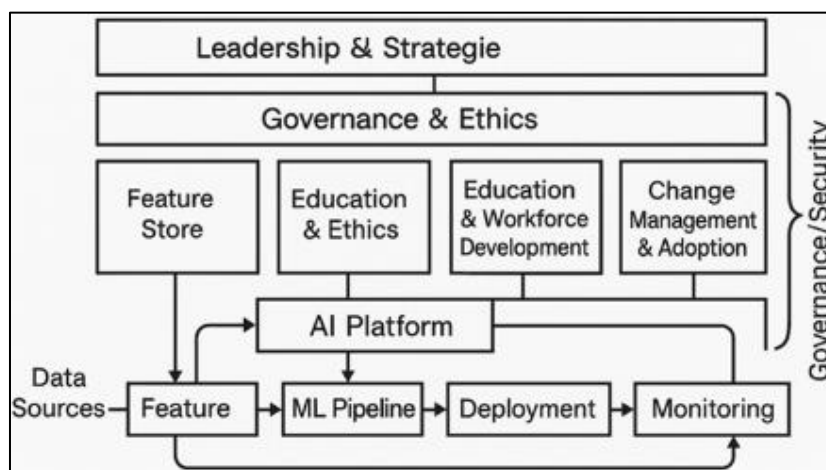 Leadership & Strategie
Governance & Ethics
Feature
Store
Education
& Ethics
Education
& Workforce
Development
Change
Management
& Adoption
Governance/Security
AI Platform
Data
Sources
Feature
ML Pipeline
Deployment
Monitoring